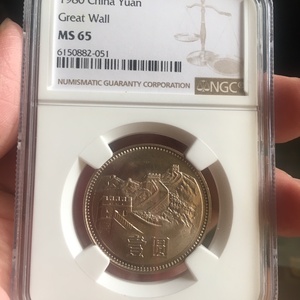 1980 China Yuan
Great Wall
MS 65
6150882-051
NUMISMATIC GUARANTY CORPORATION
NGC
壹圆